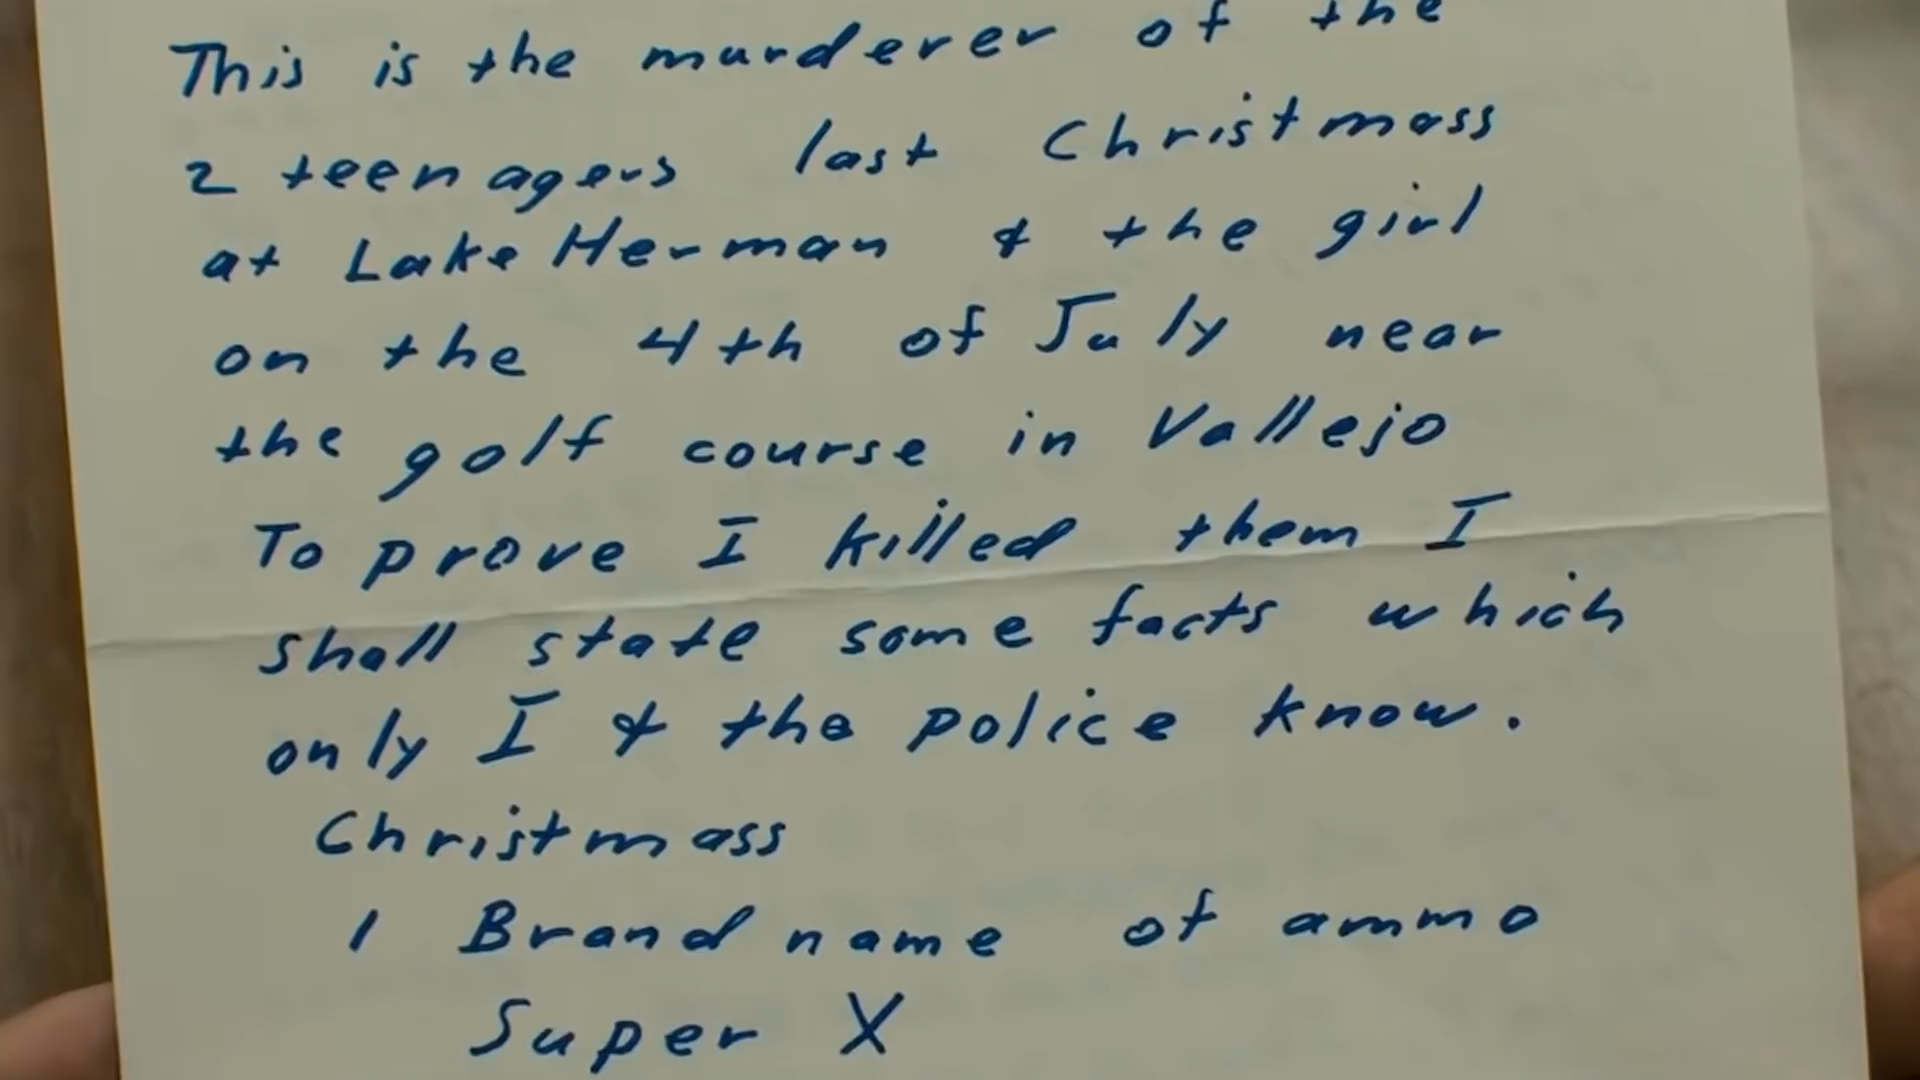 This is the murderer of the
2 teenagers last Christmass
at Lake Herman & the girl
on the 4th of July near
the golf course in Vallejo
To prove I killed them I
shall state some facts which
only I & the police know.
Christmass
1 Brand name of ammo
Super X